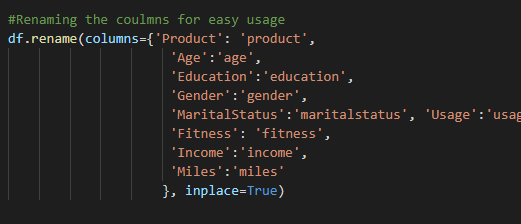 #Renaming the coulmns for easy usage
df.rename(columns={'Product': 'product',
'Age':'age',
'Education':'education',
'Gender':'gender',
'MaritalStatus':'maritalstatus', 'Usage':'usag
'Fitness': 'fitness',
'Income':'income',
'Miles':'miles'
}, inplace=True)